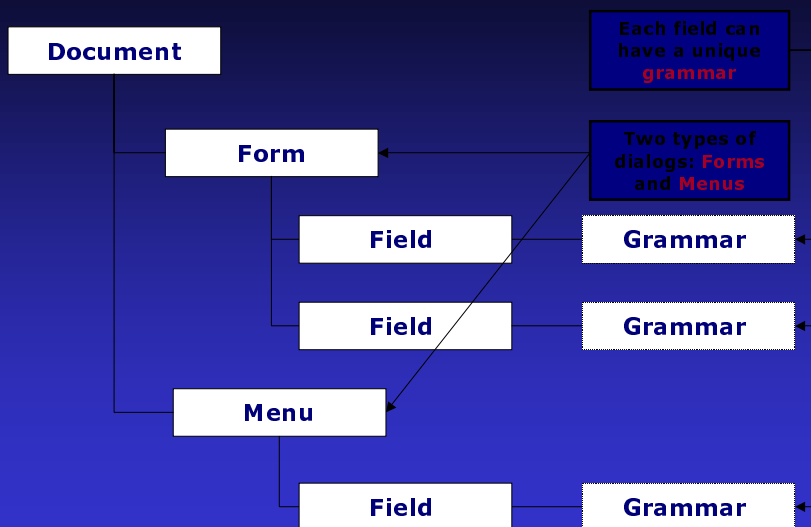 Document
Each field can
have a unique
grammar
Form
Two types of
dialogs: Forms
and Menus
Field
Grammar
Field
Grammar
Menu
Field
Grammar